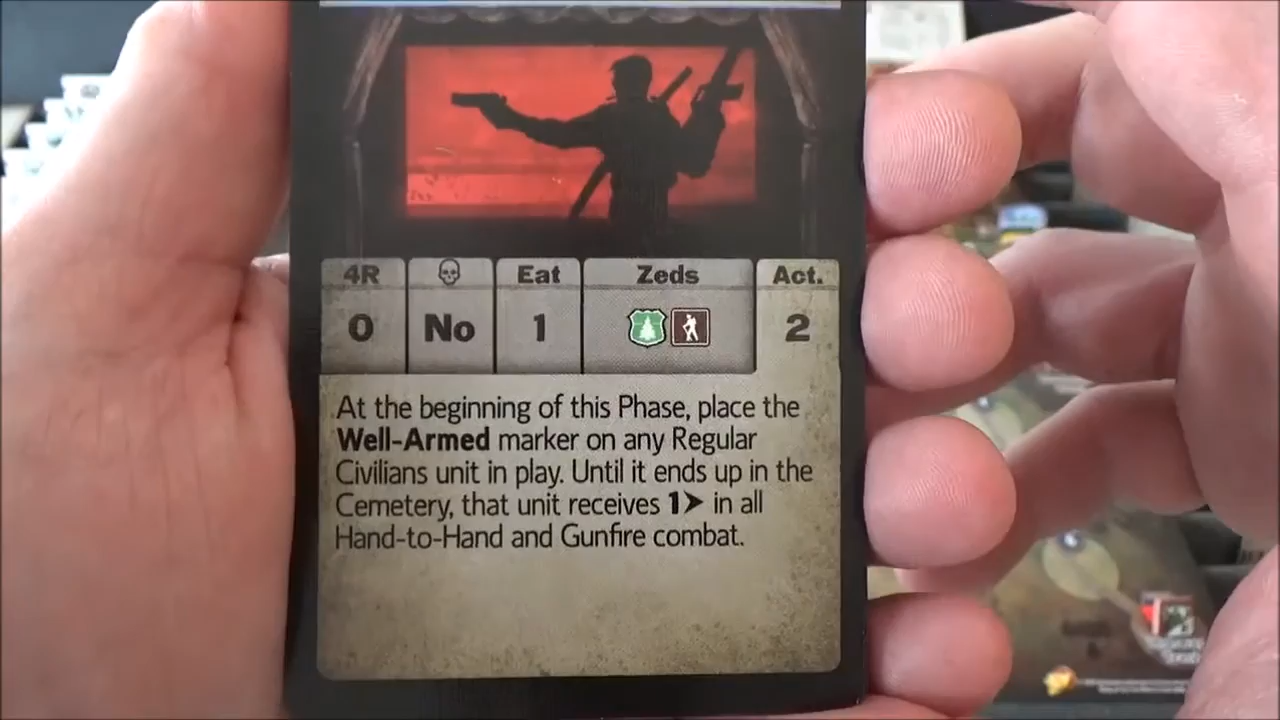 4R Eat Zeds Act.
0 No 1 2
At the beginning of this Phase, place the
Well-Armed marker on any Regular
Civilians unit in play. Until it ends up in the
Cemetery, that unit receives 1➤ in all
Hand-to-Hand and Gunfire combat.